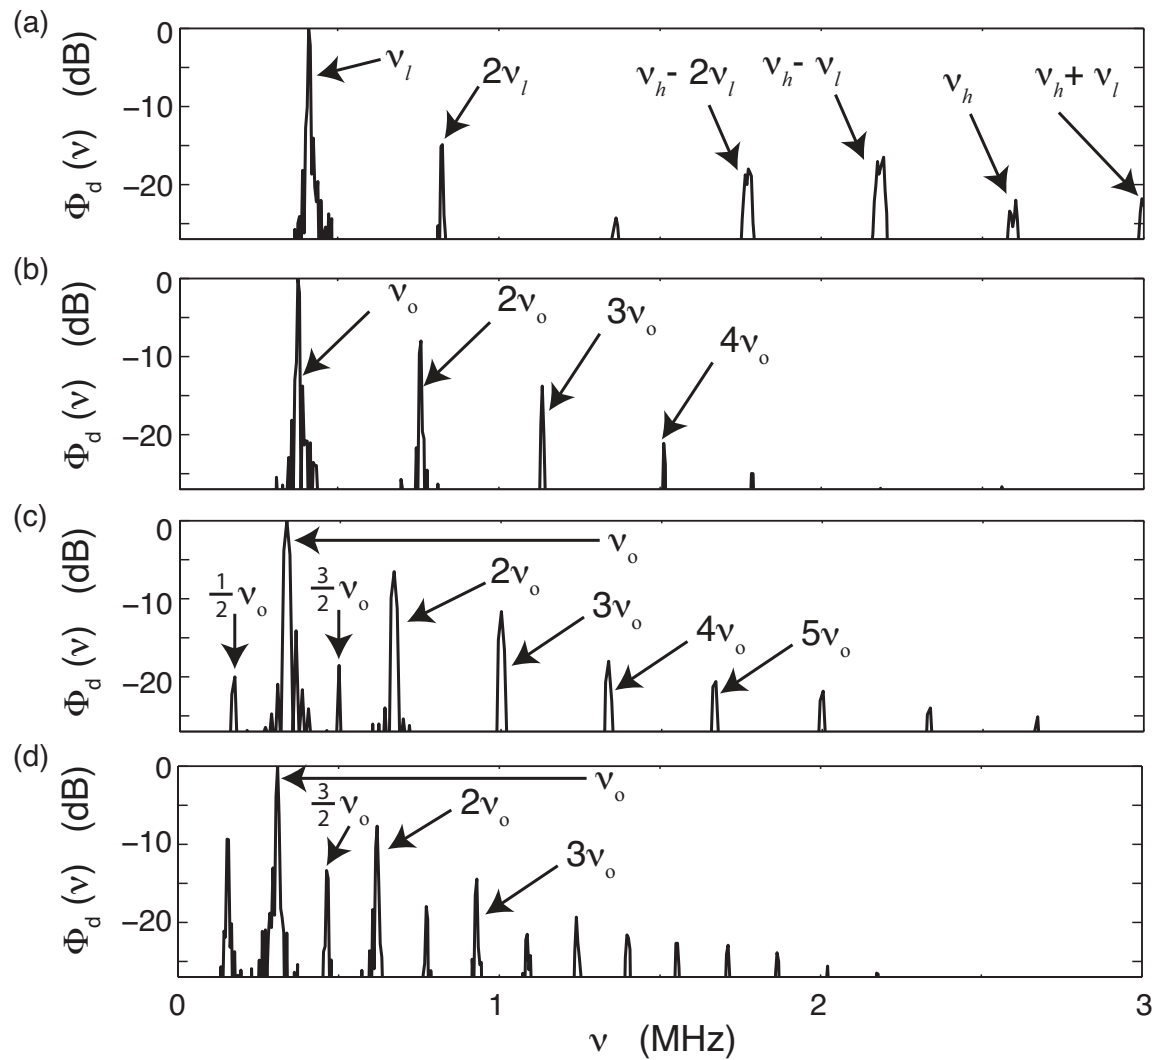 (a)
Φd (ν) (dB)
0
−10
−20
νl
2νl
νh- 2νl
νh- νl
νh
νh+ νl
(b)
Φd (ν) (dB)
0
−10
−20
νo
2νo
3νo
4νo
(c)
Φd (ν) (dB)
0
−10
−20
1/2 νo
νo
3/2 νo
2νo
3νo
4νo
5νo
(d)
Φd (ν) (dB)
0
−10
−20
νo
3/2 νo
2νo
3νo
0 1 2 3
ν (MHz)